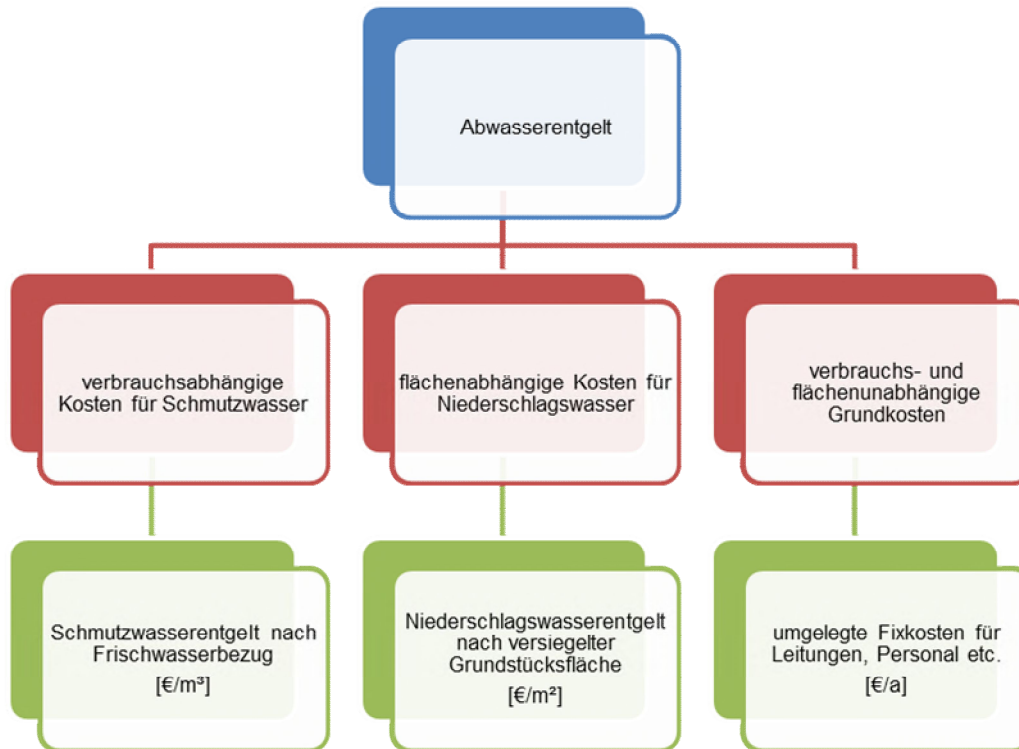 Abwasserentgelt
verbrauchsabhängige
Kosten für Schmutzwasser
flächenabhängige Kosten für
Niederschlagswasser
verbrauchs- und
flächenunabhängige
Grundkosten
Schmutzwasserentgelt nach
Frischwasserbezug
[€/m³]
Niederschlagswasserentgelt
nach versiegelter
Grundstücksfläche
[€/m²]
umgelegte Fixkosten für
Leitungen, Personal etc.
[€/a]